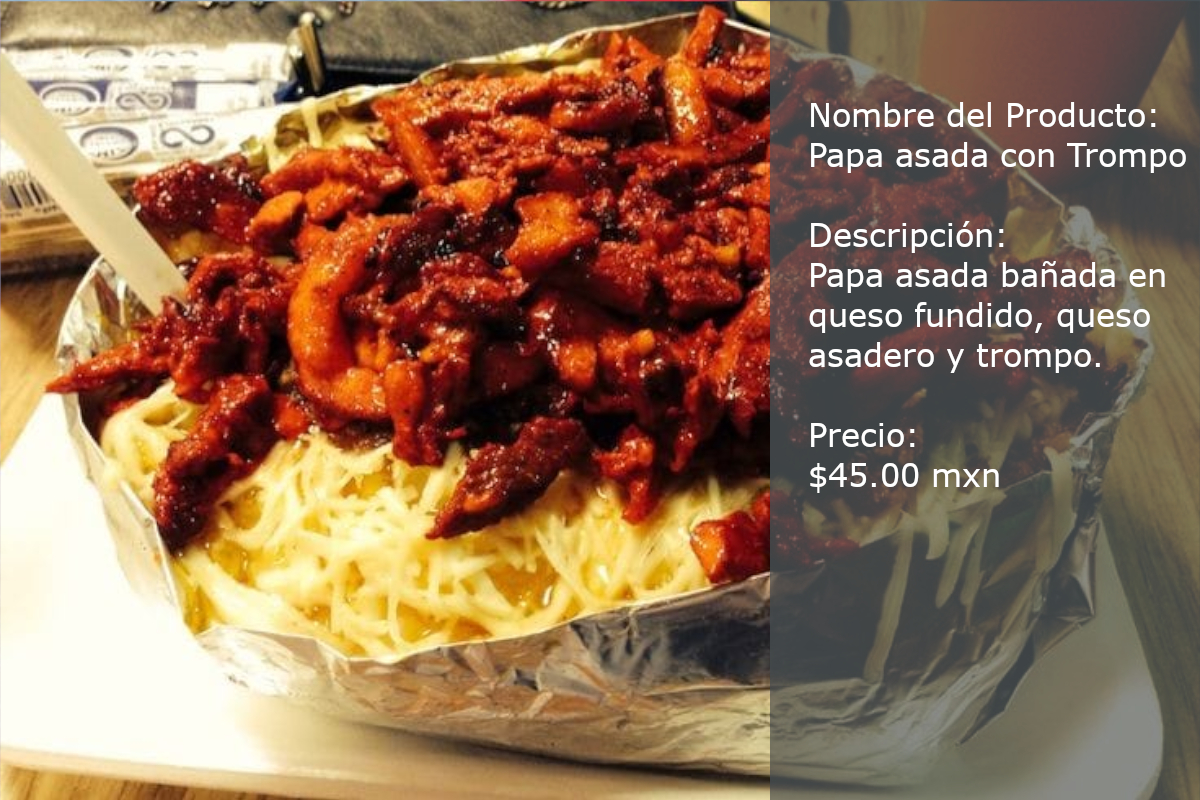 Nombre del Producto:
Papa asada con Trompo
Descripción:
Papa asada bañada en
queso fundido, queso
asadero y trompo.
Precio:
$45.00 mxn